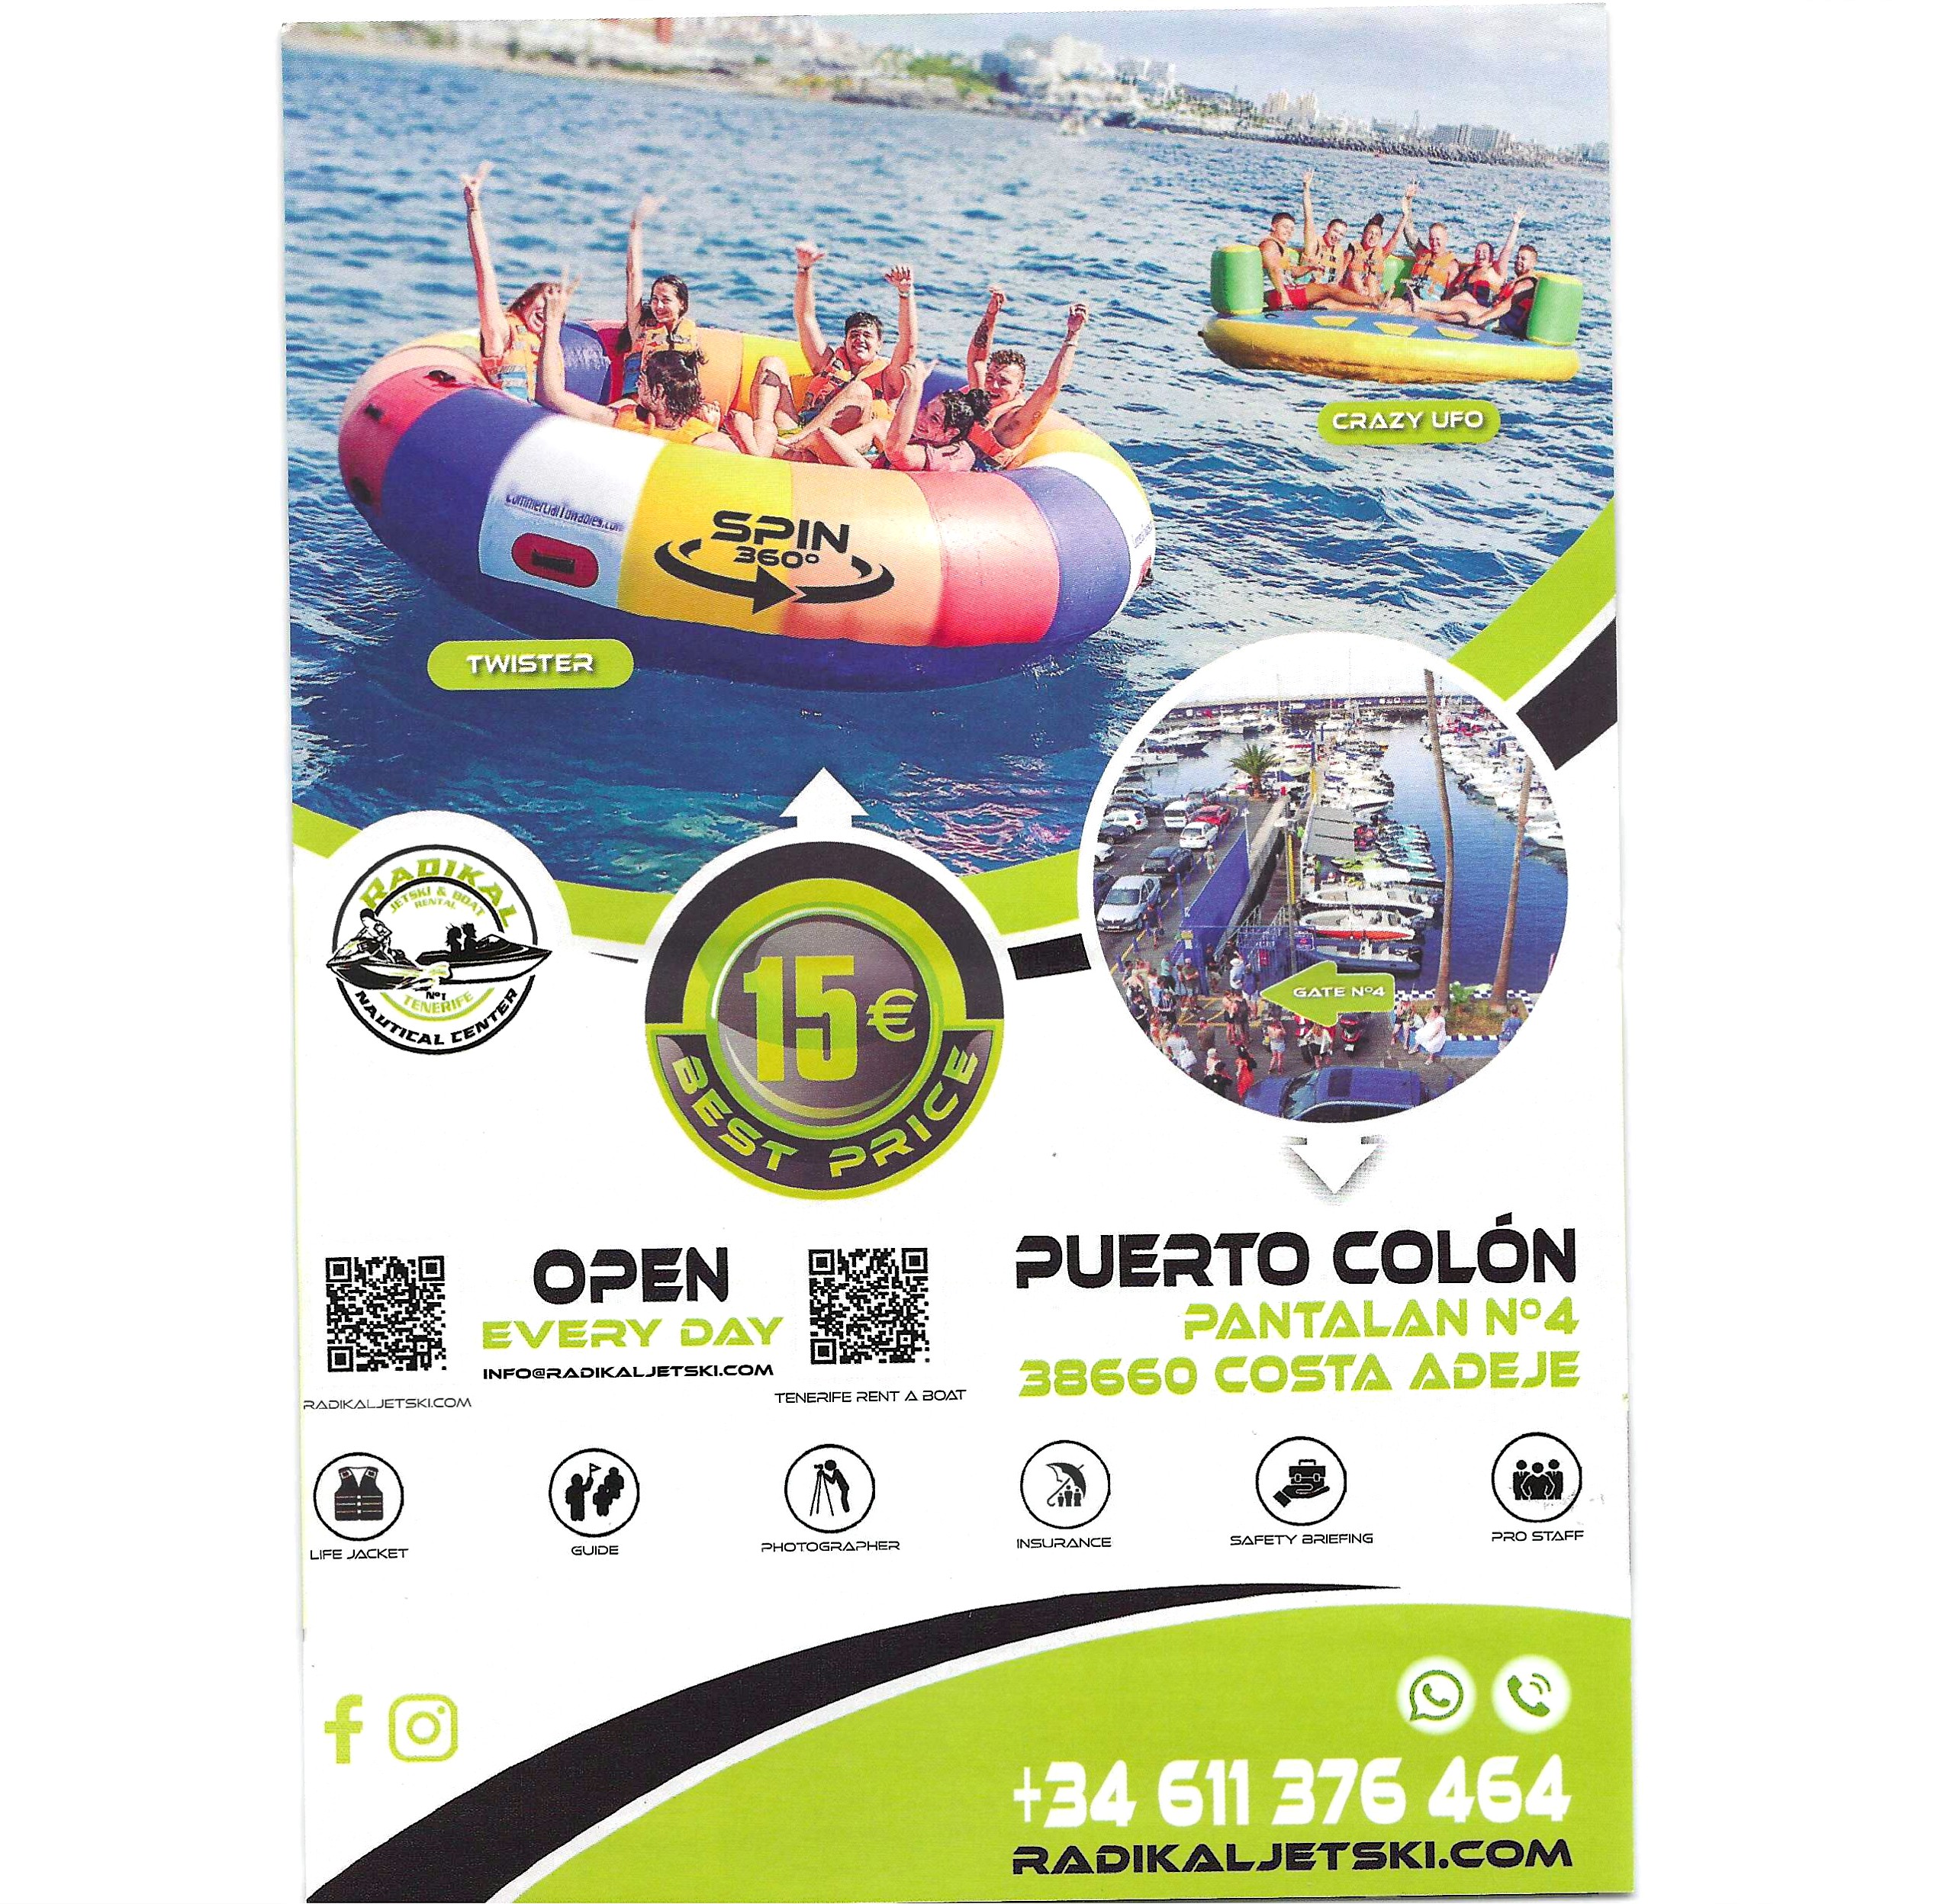 CRAZY UFO
CommercialTowables.com
SPIN
360º
TWISTER
RADIKAL
JETSKI & BOAT
RENTAL
Nº1
TENERIFE
NAUTICAL CENTER
15€
BEST PRICE
GATE Nº4
OPEN
EVERY DAY
INFO@RADIKALJETSKI.COM
RADIKALJETSKI.COM
TENERIFE RENT A BOAT
PUERTO COLÓN
PANTALAN Nº4
38660 COSTA ADEJE
LIFE JACKET
GUIDE
PHOTOGRAPHER
INSURANCE
SAFETY BRIEFING
PRO STAFF
+34 611 376 464
RADIKALJETSKI.COM